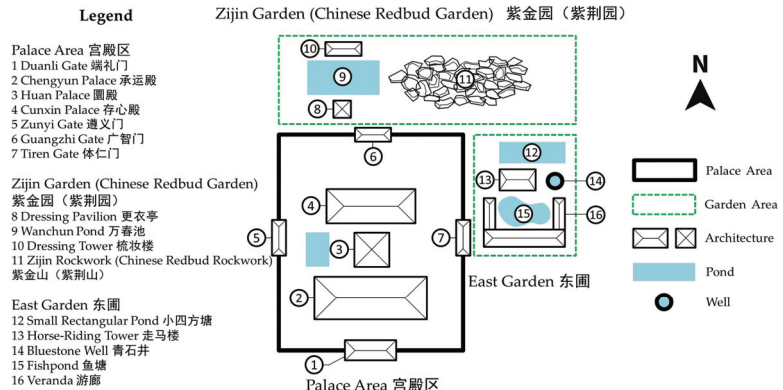 Legend
Palace Area 宫殿区
1 Duanli Gate 端礼门
2 Chengyun Palace 承运殿
3 Huan Palace 圜殿
4 Cunxin Palace 存心殿
5 Zunyi Gate 遵义门
6 Guangzhi Gate 广智门
7 Tiren Gate 体仁门
Zijin Garden (Chinese Redbud Garden)
紫金园（紫荆园）
8 Dressing Pavilion 更衣亭
9 Wanchun Pond 万春池
10 Dressing Tower 梳妆楼
11 Zijin Rockwork (Chinese Redbud Rockwork)
紫金山（紫荆山）
East Garden 东圃
12 Small Rectangular Pond 小四方塘
13 Horse-Riding Tower 走马楼
14 Bluestone Well 青石井
15 Fishpond 鱼塘
16 Veranda 游廊
Zijin Garden (Chinese Redbud Garden) 紫金园（紫荆园）
10
9
11
8
6
12
13
14
15
16
4
5
3
7
2
1
East Garden 东圃
Palace Area 宫殿区
N
Palace Area
Garden Area
Architecture
Pond
Well